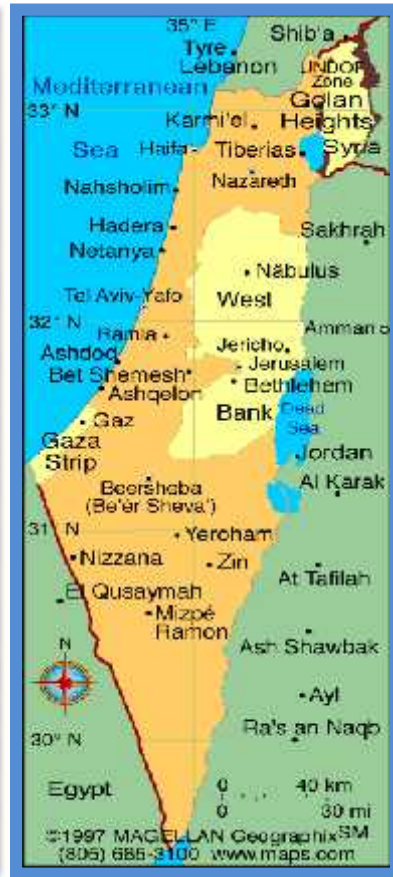 35° E
Shib'a
Tyre
Lebanon
UNDOF
Zone
Mediterranean
Golan
33° N
Karmi'el
Heights
Sea
Haifa
Tiberias
Syria
Nazareth
Nahsholim
Hadera
Sakhrah
Netanya
Nābulus
Tel Aviv-Yafo
West
32° N
Ramla
Amman
Ashdod
Jericho
Bet Shemesh
Jerusalem
Ashqelon
Bethleham
Bank
Dead
Sea
Gaz
Gaza
Strip
Jordan
Beersheba
(Be'ér Sheva')
Al Karak
31° N
Yeroham
Nizzana
Zin
At Tafilah
El Qusaymah
Mizpé
Ramon
N
Ash Shawbak
Ayl
Ra's an Naqb
30° N
Egypt
0 40 km
0 30 mi
©1997 MAGELLAN Geographix SM
(805) 685-3100 www.maps.com